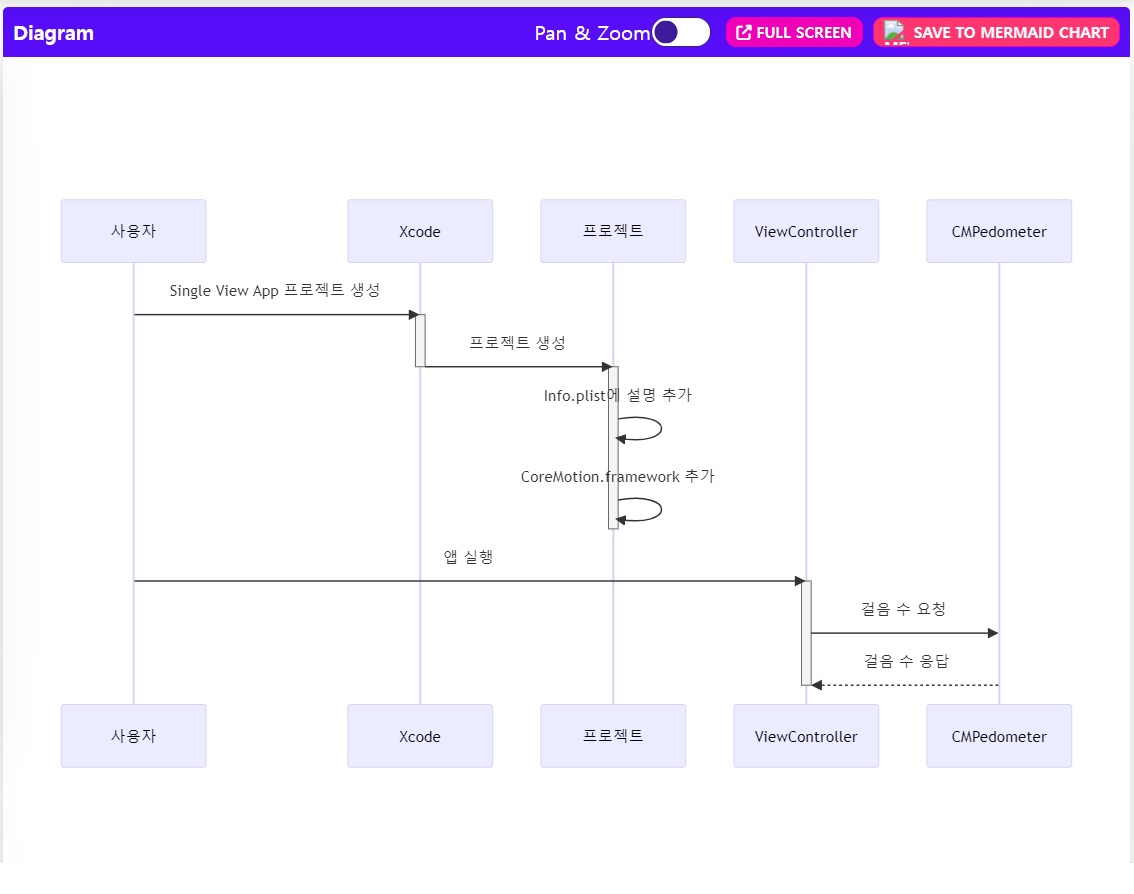 Diagram
Pan & Zoom
FULL SCREEN
SAVE TO MERMAID CHART
사용자
Xcode
프로젝트
ViewController
CMPedometer
Single View App 프로젝트 생성
프로젝트 생성
Info.plist에 설명 추가
CoreMotion.framework 추가
앱 실행
걸음 수 요청
걸음 수 응답
사용자
Xcode
프로젝트
ViewController
CMPedometer